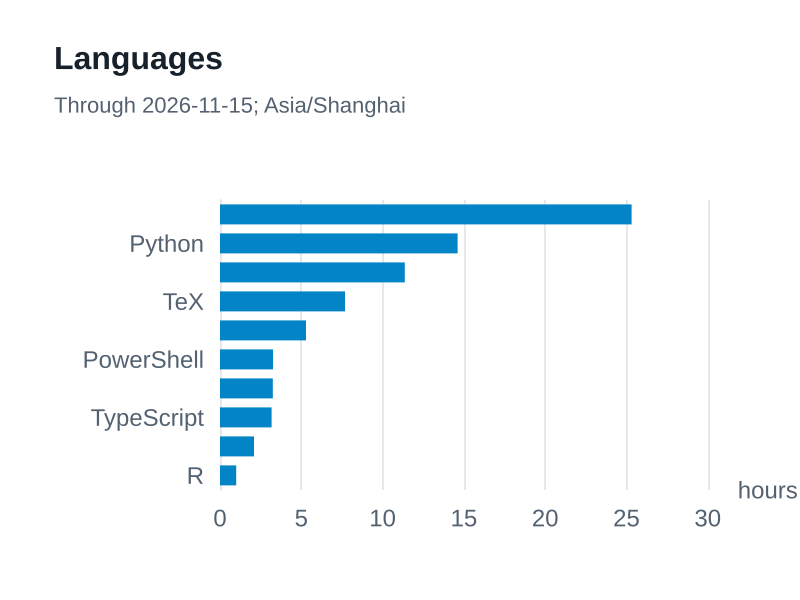 Languages
Through 2026-11-15; Asia/Shanghai
Python
TeX
PowerShell
TypeScript
R
hours
0 5 10 15 20 25 30